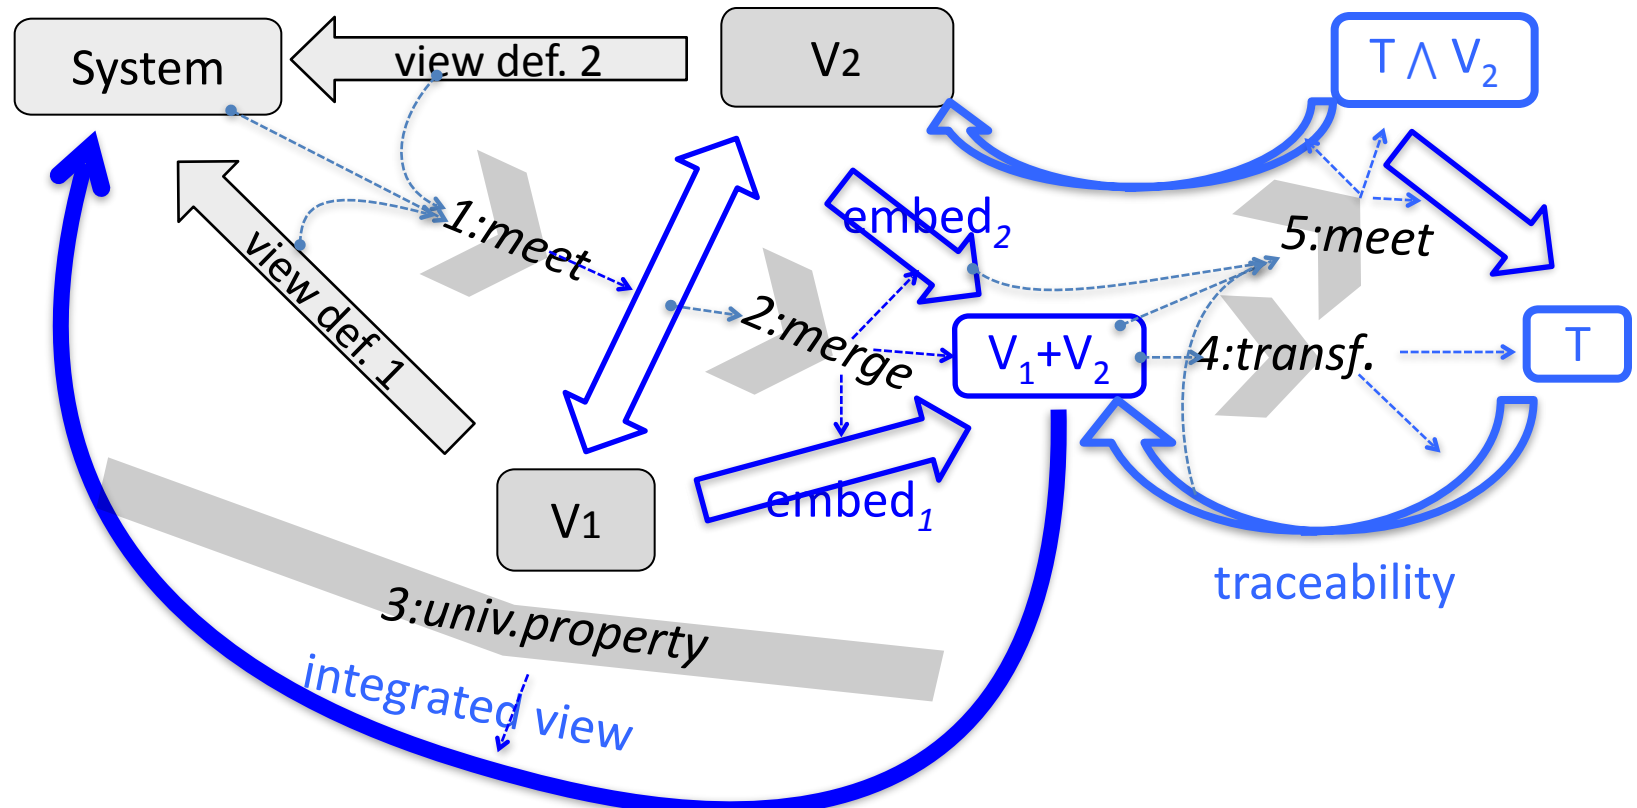 System
view def. 2
V2
T ⋀ V2
1:meet
embed2
5:meet
view def. 1
2:merge
V1+V2
4:transf.
T
V1
embed1
traceability
3:univ.property
integrated view